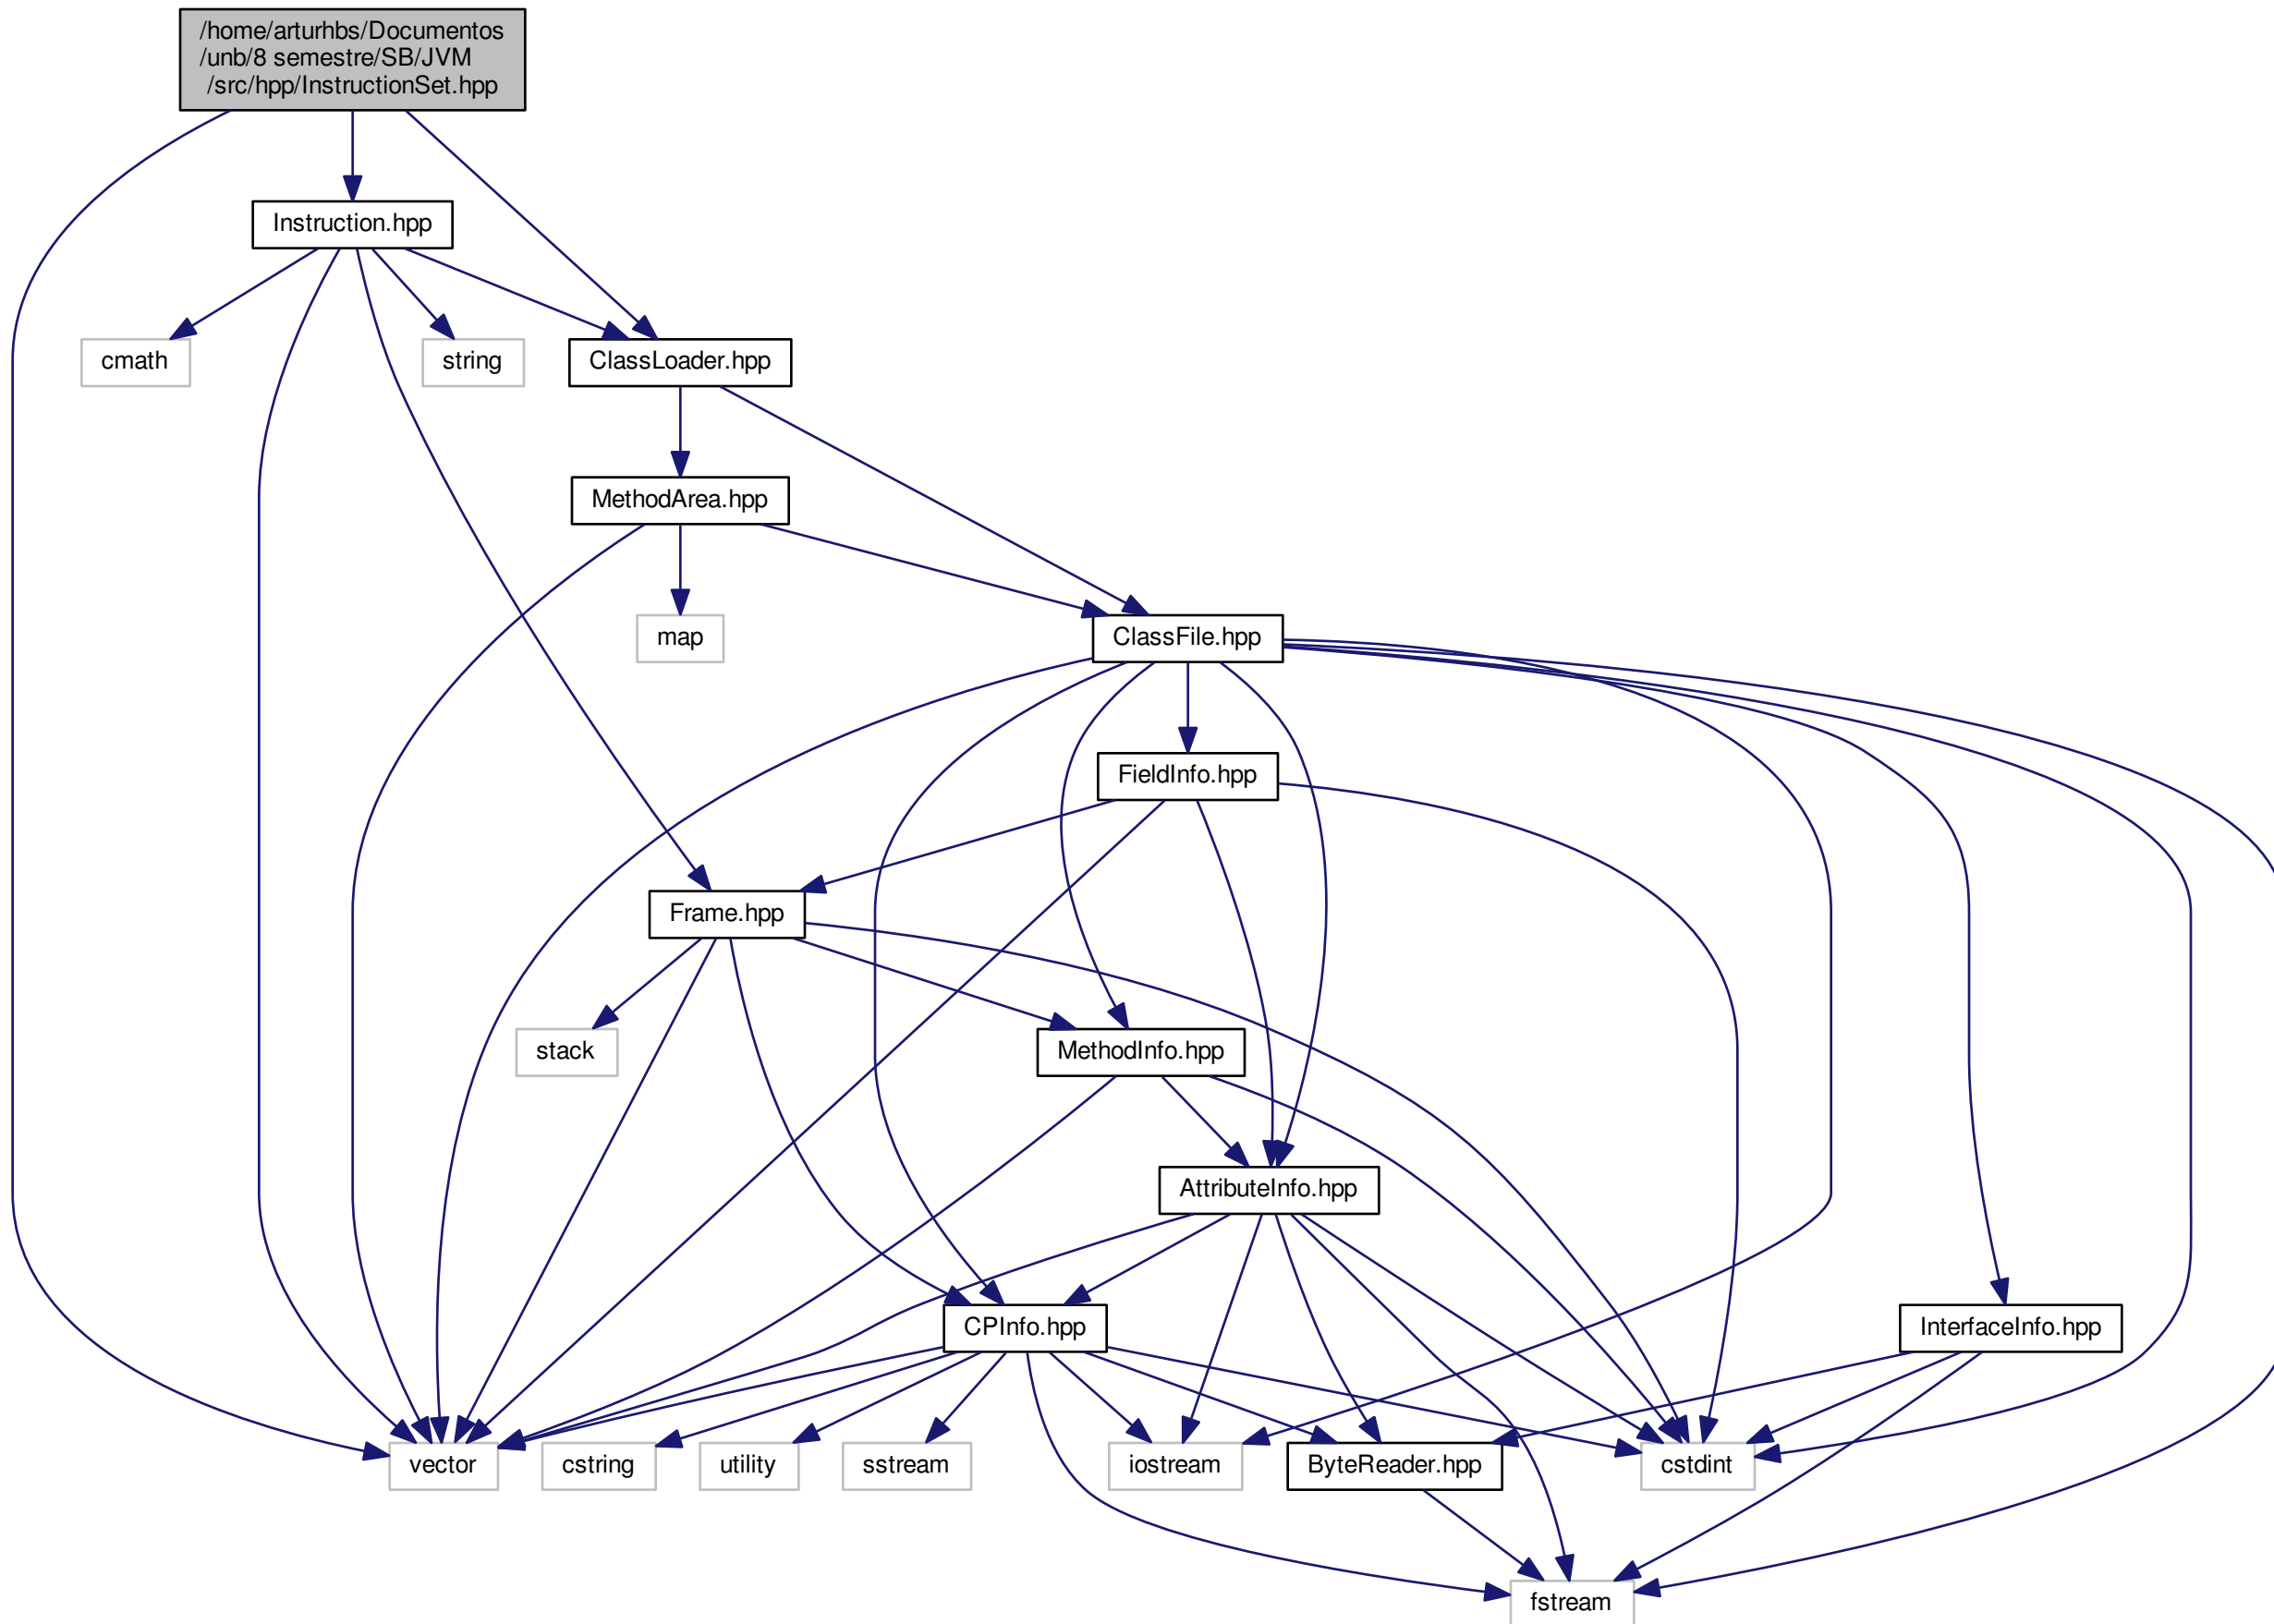 /home/arturhbs/Documentos
/unb/8 semestre/SB/JVM
/src/hpp/InstructionSet.hpp
Instruction.hpp
cmath
string
ClassLoader.hpp
MethodArea.hpp
map
ClassFile.hpp
FieldInfo.hpp
Frame.hpp
stack
MethodInfo.hpp
AttributeInfo.hpp
CPInfo.hpp
InterfaceInfo.hpp
vector
cstring
utility
sstream
iostream
ByteReader.hpp
cstdint
fstream